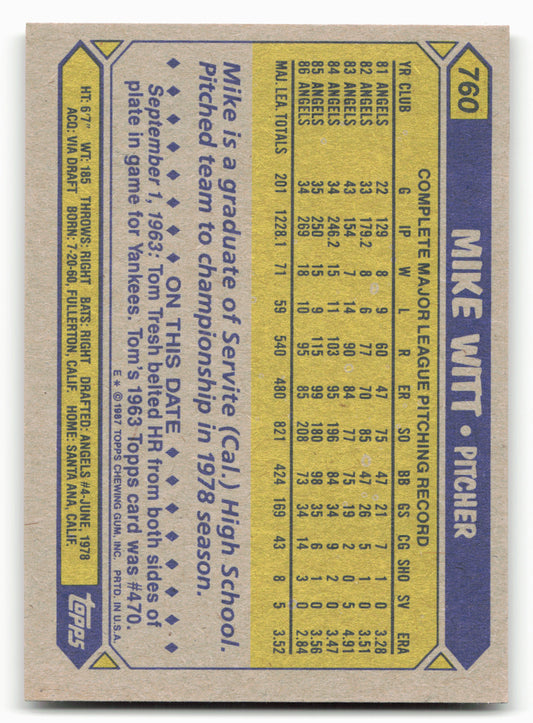 760 MIKE WITT • PITCHER
COMPLETE MAJOR LEAGUE PITCHING RECORD
YR CLUB G IP W L R ER SO BB GS CG SHO SV ERA
81 ANGELS 22 129 8 9 60 47 75 47 21 7 1 0 3.28
82 ANGELS 33 179.2 8 6 77 70 85 47 26 5 1 0 3.51
83 ANGELS 43 154 7 14 90 84 77 75 19 2 0 5 4.91
84 ANGELS 34 246.2 15 11 103 95 196 84 34 9 2 0 3.47
85 ANGELS 35 250 15 9 115 99 180 98 35 6 1 0 3.56
86 ANGELS 34 269 18 10 95 85 208 73 34 14 3 0 2.84
MAJ. LEA. TOTALS 201 1228.1 71 59 540 480 821 424 169 43 8 5 3.52
Mike is a graduate of Servite (Cal.) High School.
Pitched team to championship in 1978 season.
ON THIS DATE
September 1, 1963: Tom Tresh belted HR from both sides of
plate in game for Yankees. Tom's 1963 Topps card was #470.
E * © 1987 TOPPS CHEWING GUM, INC. PRTD. IN U.S.A.
HT: 6'7" WT: 185 THROWS: RIGHT BATS: RIGHT DRAFTED: ANGELS #4-JUNE, 1978
ACQ: VIA DRAFT BORN: 7-20-60, FULLERTON, CALIF. HOME: SANTA ANA, CALIF.
topps